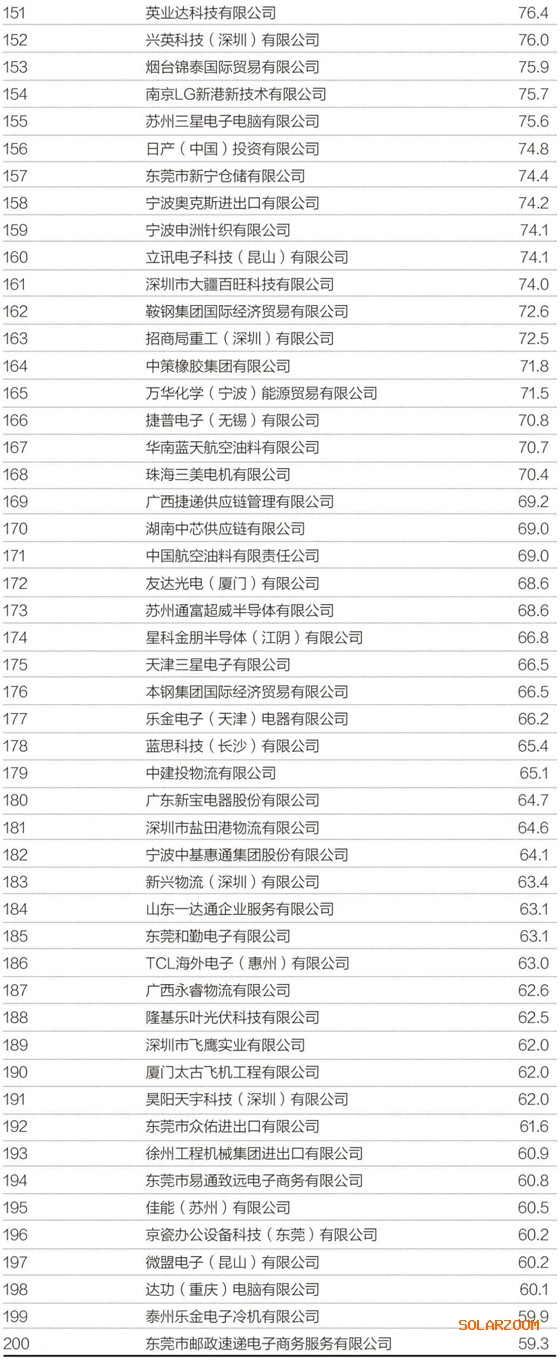 151 英业达科技有限公司 76.4
152 兴英科技（深圳）有限公司 76.0
153 烟台锦泰国际贸易有限公司 75.9
154 南京LG新港新技术有限公司 75.7
155 苏州三星电子电脑有限公司 75.6
156 日产（中国）投资有限公司 74.8
157 东莞市新宁仓储有限公司 74.4
158 宁波奥克斯进出口有限公司 74.2
159 宁波申洲针织有限公司 74.1
160 立讯电子科技（昆山）有限公司 74.1
161 深圳市大疆百旺科技有限公司 74.0
162 鞍钢集团国际经济贸易有限公司 72.6
163 招商局重工（深圳）有限公司 72.5
164 中策橡胶集团有限公司 71.8
165 万华化学（宁波）能源贸易有限公司 71.5
166 捷普电子（无锡）有限公司 70.8
167 华南蓝天航空油料有限公司 70.7
168 珠海三美电机有限公司 70.4
169 广西捷递供应链管理有限公司 69.2
170 湖南中芯供应链有限公司 69.0
171 中国航空油料有限责任公司 69.0
172 友达光电（厦门）有限公司 68.6
173 苏州通富超威半导体有限公司 68.6
174 星科金朋半导体（江阴）有限公司 66.8
175 天津三星电子有限公司 66.5
176 本钢集团国际经济贸易有限公司 66.5
177 乐金电子（天津）电器有限公司 66.2
178 蓝思科技（长沙）有限公司 65.4
179 中建投物流有限公司 65.1
180 广东新宝电器股份有限公司 64.7
181 深圳市盐田港物流有限公司 64.6
182 宁波中基惠通集团股份有限公司 64.1
183 新兴物流（深圳）有限公司 63.4
184 山东一达通企业服务有限公司 63.1
185 东莞和勤电子有限公司 63.1
186 TCL海外电子（惠州）有限公司 63.0
187 广西永睿物流有限公司 62.6
188 隆基乐叶光伏科技有限公司 62.5
189 深圳市飞鹰实业有限公司 62.0
190 厦门太古飞机工程有限公司 62.0
191 昊阳天宇科技（深圳）有限公司 62.0
192 东莞市众佑进出口有限公司 61.6
193 徐州工程机械集团进出口有限公司 60.9
194 东莞市易通致远电子商务有限公司 60.8
195 佳能（苏州）有限公司 60.5
196 京瓷办公设备科技（东莞）有限公司 60.2
197 微盟电子（昆山）有限公司 60.2
198 达功（重庆）电脑有限公司 60.1
199 泰州乐金电子冷机有限公司 59.9
SOLARZOOM
200 东莞市邮政速递电子商务服务有限公司 59.3